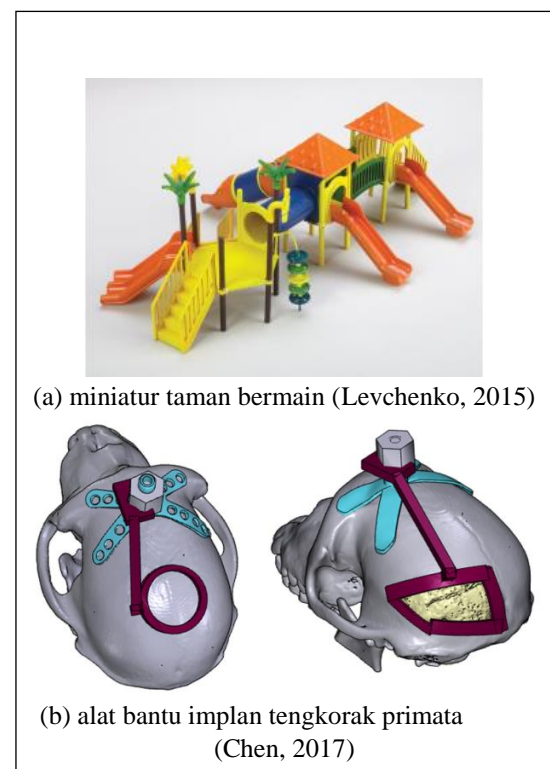 (a) miniatur taman bermain (Levchenko, 2015)
(b) alat bantu implan tengkorak primata
(Chen, 2017)